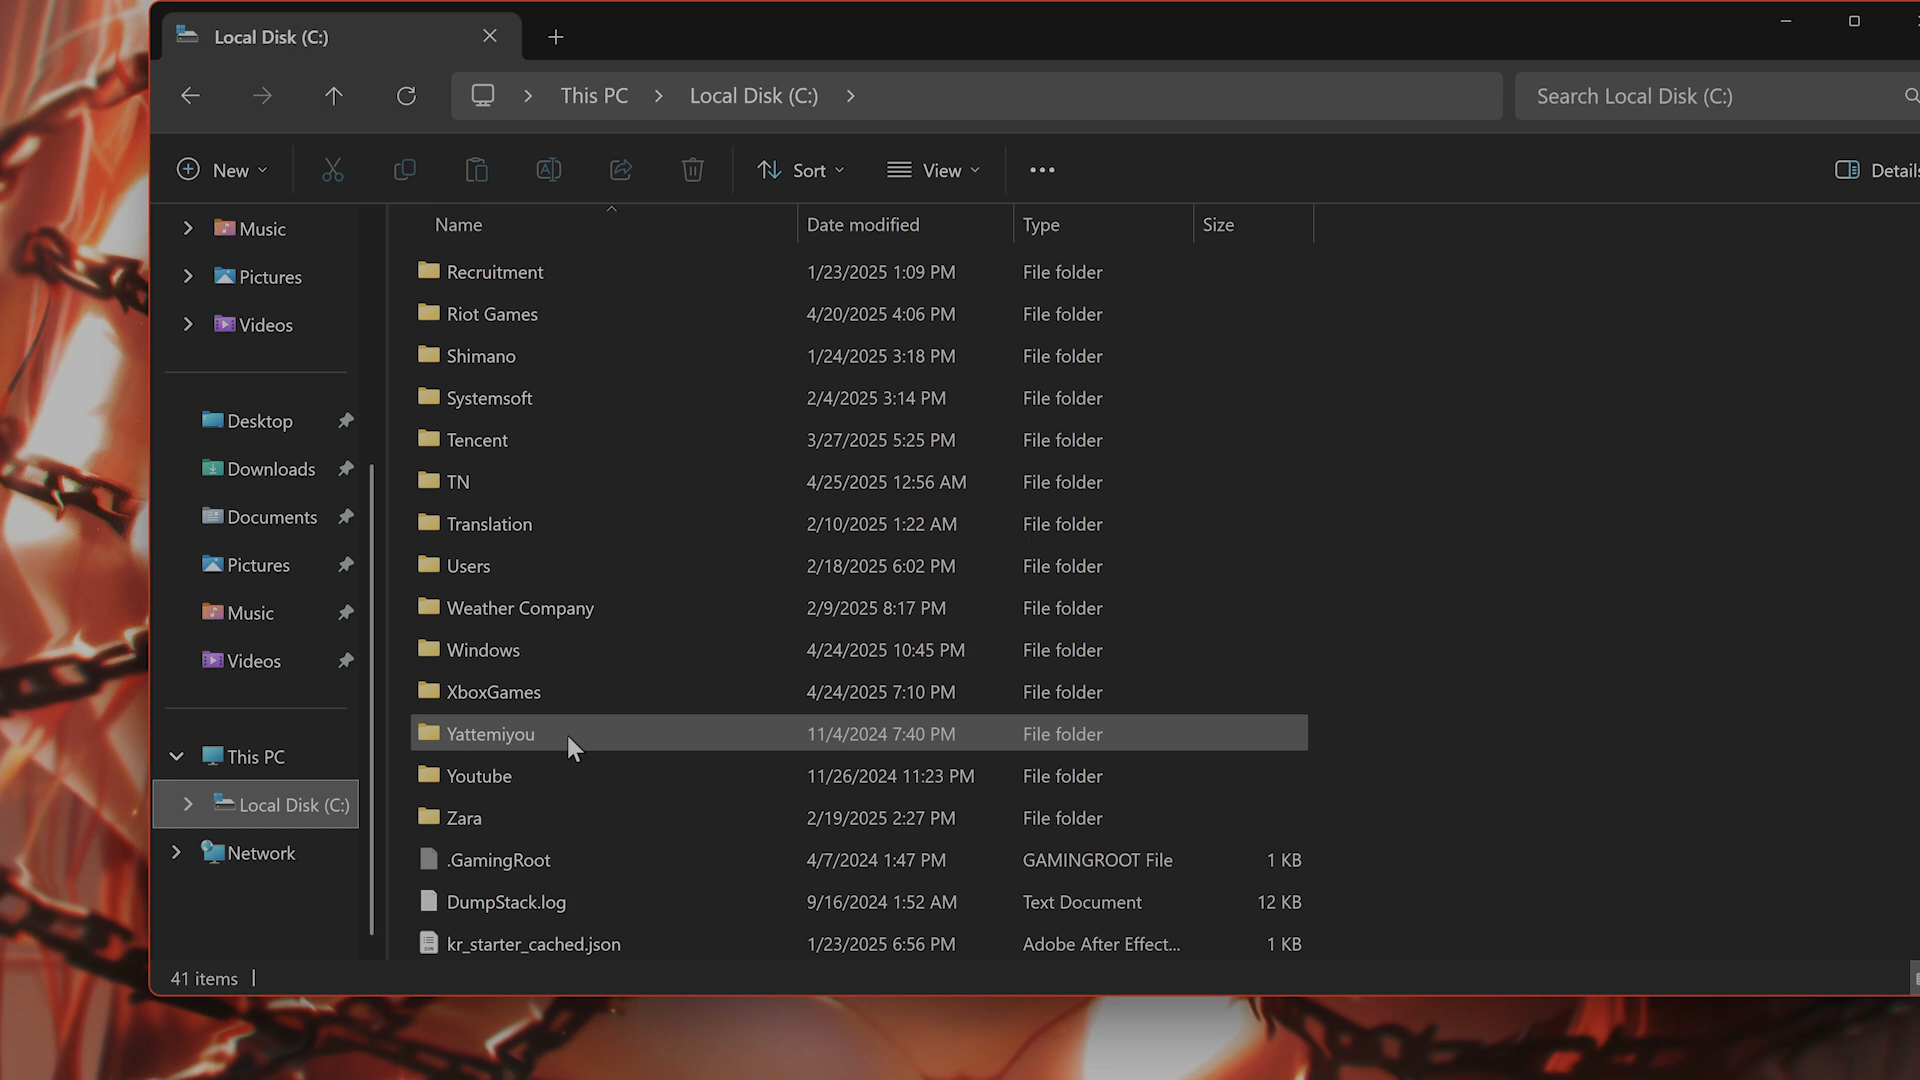 Local Disk (C:)
This PC
Local Disk (C:)
Search Local Disk (C:)
New
Sort
View
Details
Music
Pictures
Videos
Desktop
Downloads
Documents
Pictures
Music
Videos
This PC
Local Disk (C:)
Network
Name Date modified Type Size
Recruitment 1/23/2025 1:09 PM File folder
Riot Games 4/20/2025 4:06 PM File folder
Shimano 1/24/2025 3:18 PM File folder
Systemsoft 2/4/2025 3:14 PM File folder
Tencent 3/27/2025 5:25 PM File folder
TN 4/25/2025 12:56 AM File folder
Translation 2/10/2025 1:22 AM File folder
Users 2/18/2025 6:02 PM File folder
Weather Company 2/9/2025 8:17 PM File folder
Windows 4/24/2025 10:45 PM File folder
XboxGames 4/24/2025 7:10 PM File folder
Yattemiyou 11/4/2024 7:40 PM File folder
Youtube 11/26/2024 11:23 PM File folder
Zara 2/19/2025 2:27 PM File folder
.GamingRoot 4/7/2024 1:47 PM GAMINGROOT File 1 KB
DumpStack.log 9/16/2024 1:52 AM Text Document 12 KB
kr_starter_cached.json 1/23/2025 6:56 PM Adobe After Effect... 1 KB
41 items